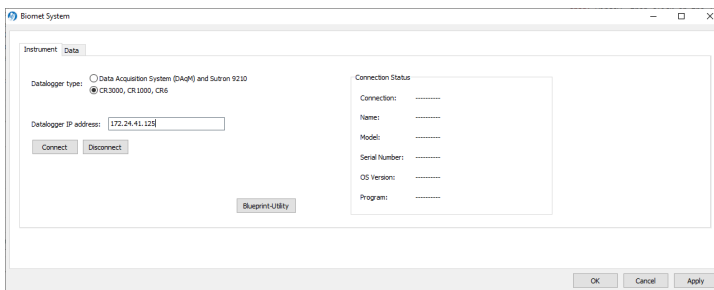 Biomet System
Instrument Data
Datalogger type:
Data Acquisition System (DAqM) and Sutron 9210
CR3000, CR1000, CR6
Datalogger IP address: 172.24.41.125
Connect Disconnect
Blueprint-Utility
Connection Status
Connection: ----------
Name: ----------
Model: ----------
Serial Number: ----------
OS Version: ----------
Program: ----------
OK Cancel Apply